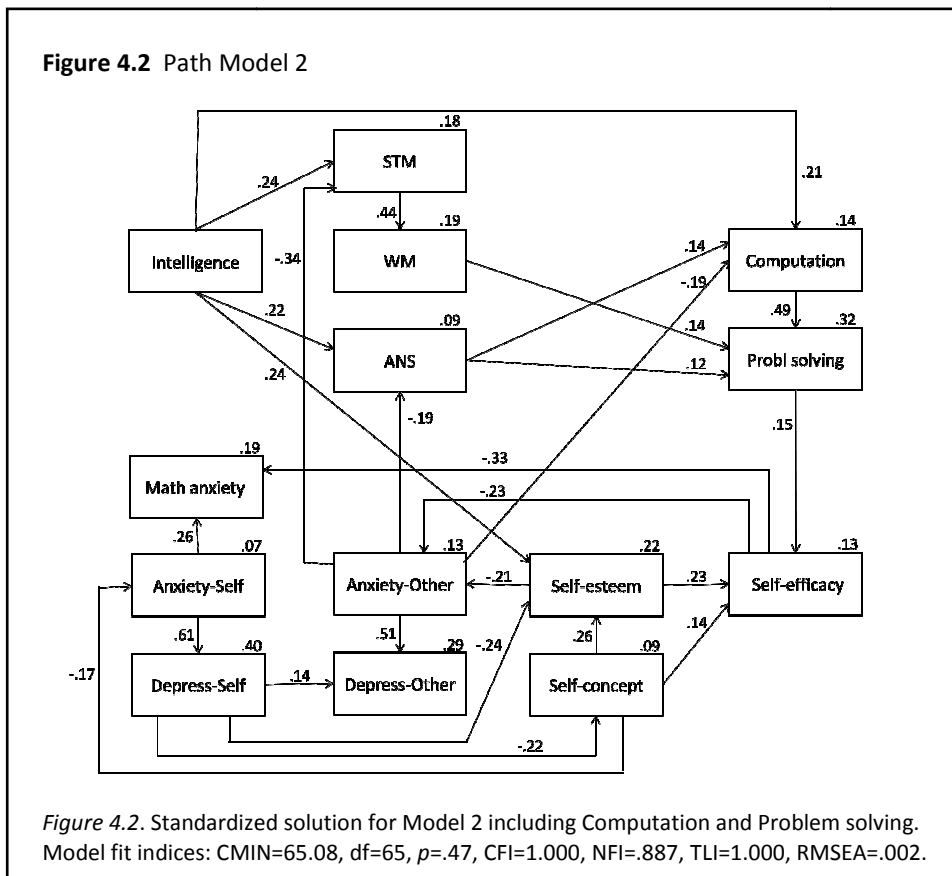 Figure 4.2 Path Model 2
.18
STM
.24
.21
.44
.19
.14
Intelligence
-.34
WM
.14
Computation
-.19
.22
.09
.14
.49
.32
ANS
.12
Probl solving
.24
-.19
.15
.19
-.33
Math anxiety
-.23
.26
.07
.13
.22
.13
Anxiety-Self
Anxiety-Other
-.21
Self-esteem
.23
Self-efficacy
.61
.51
-.24
.26
.14
.40
.29
.09
-.17
Depress-Self
.14
Depress-Other
Self-concept
-.22
Figure 4.2. Standardized solution for Model 2 including Computation and Problem solving.
Model fit indices: CMIN=65.08, df=65, p=.47, CFI=1.000, NFI=.887, TLI=1.000, RMSEA=.002.